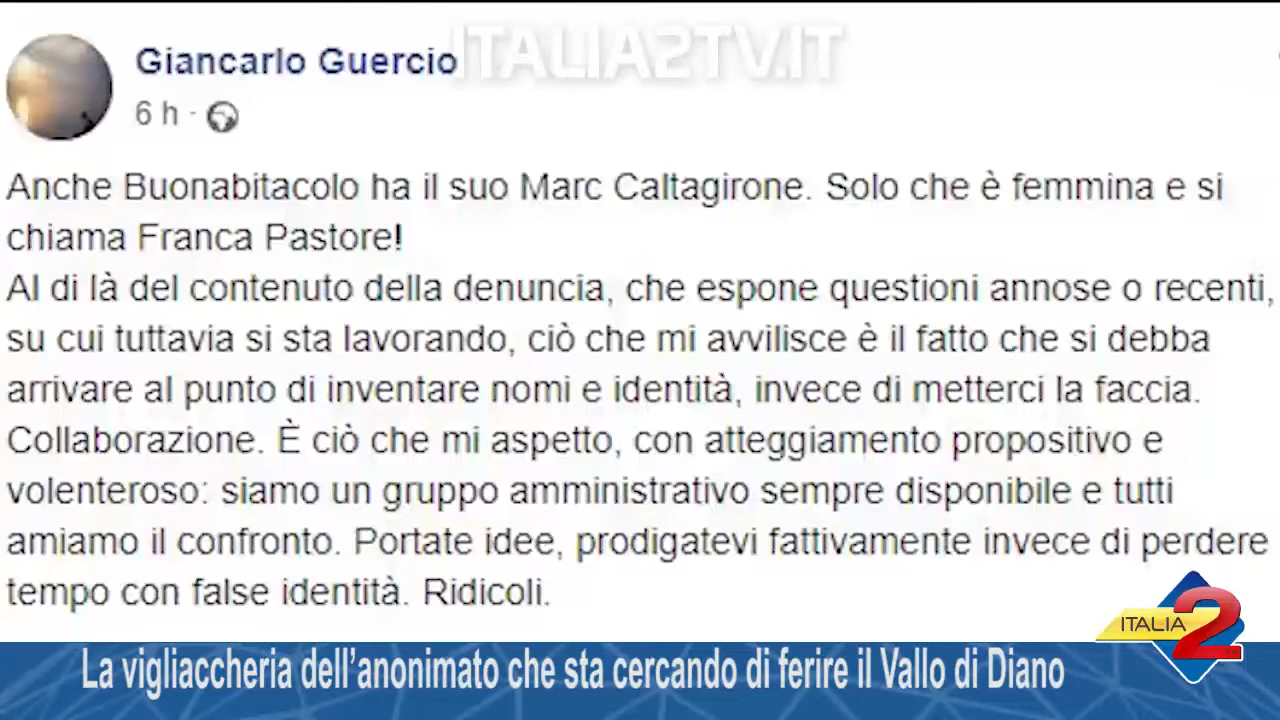 ITALIA2TV.IT
Giancarlo Guercio
6 h ·
Anche Buonabitacolo ha il suo Marc Caltagirone. Solo che è femmina e si
chiama Franca Pastore!
Al di là del contenuto della denuncia, che espone questioni annose o recenti,
su cui tuttavia si sta lavorando, ciò che mi avvilisce è il fatto che si debba
arrivare al punto di inventare nomi e identità, invece di metterci la faccia.
Collaborazione. È ciò che mi aspetto, con atteggiamento propositivo e
volenteroso: siamo un gruppo amministrativo sempre disponibile e tutti
amiamo il confronto. Portate idee, prodigatevi fattivamente invece di perdere
tempo con false identità. Ridicoli.
ITALIA 2
La vigliaccheria dell'anonimato che sta cercando di ferire il Vallo di Diano